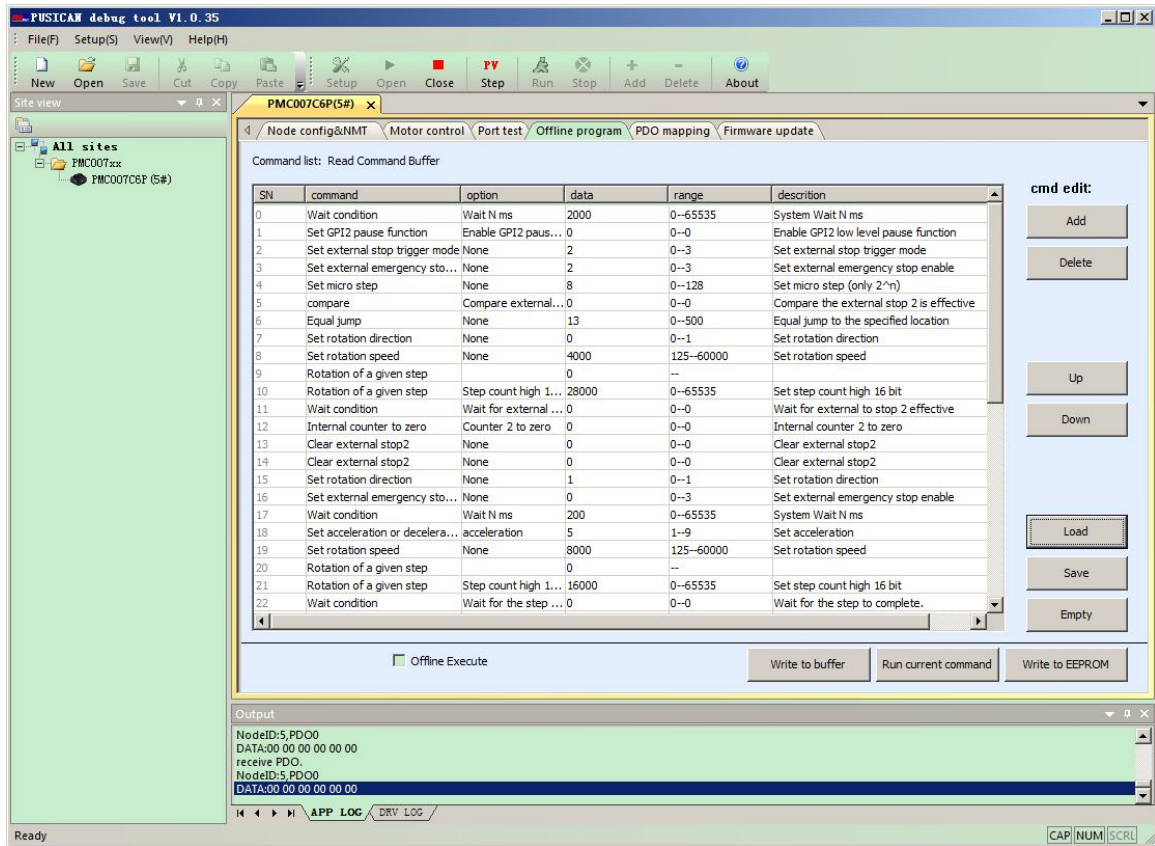 PUSICAN debug tool V1.0.35
File(F) Setup(S) View(V) Help(H)
New Open Save Cut Copy Paste Setup Open Close Step Run Stop Add Delete About
PV
Site view
All sites
PMC007xx
PMC007C6P (5#)
PMC007C6P(5#)
Node config&NMT Motor control Port test Offline program PDO mapping Firmware update
Command list: Read Command Buffer
SN command option data range descrition
0 Wait condition Wait N ms 2000 0--65535 System Wait N ms
1 Set GPI2 pause function Enable GPI2 paus... 0 0--0 Enable GPI2 low level pause function
2 Set external stop trigger mode None 2 0--3 Set external stop trigger mode
3 Set external emergency sto... None 2 0--3 Set external emergency stop enable
4 Set micro step None 8 0--128 Set micro step (only 2^n)
5 compare Compare external... 0 0--0 Compare the external stop 2 is effective
6 Equal jump None 13 0--500 Equal jump to the specified location
7 Set rotation direction None 0 0--1 Set rotation direction
8 Set rotation speed None 4000 125--60000 Set rotation speed
9 Rotation of a given step 0 --
10 Rotation of a given step Step count high 1... 28000 0--65535 Set step count high 16 bit
11 Wait condition Wait for external ... 0 0--0 Wait for external to stop 2 effective
12 Internal counter to zero Counter 2 to zero 0 0--0 Internal counter 2 to zero
13 Clear external stop2 None 0 0--0 Clear external stop2
14 Clear external stop2 None 0 0--0 Clear external stop2
15 Set rotation direction None 1 0--1 Set rotation direction
16 Set external emergency sto... None 0 0--3 Set external emergency stop enable
17 Wait condition Wait N ms 200 0--65535 System Wait N ms
18 Set acceleration or decelera... acceleration 5 1--9 Set acceleration
19 Set rotation speed None 8000 125--60000 Set rotation speed
20 Rotation of a given step 0 --
21 Rotation of a given step Step count high 1... 16000 0--65535 Set step count high 16 bit
22 Wait condition Wait for the step ... 0 0--0 Wait for the step to complete.
cmd edit:
Add
Delete
Up
Down
Load
Save
Empty
Offline Execute Write to buffer Run current command Write to EEPROM
Output
NodeID:5,PDO0
DATA:00 00 00 00 00 00
receive PDO.
NodeID:5,PDO0
DATA:00 00 00 00 00 00
APP LOG DRV LOG
Ready CAP NUM SCRL